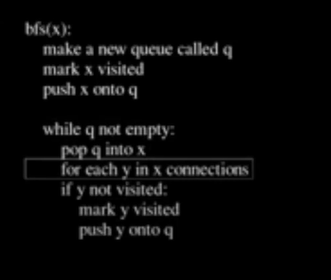 bfs(x):
make a new queue called q
mark x visited
push x onto q
while q not empty:
pop q into x
for each y in x connections
if y not visited:
mark y visited
push y onto q